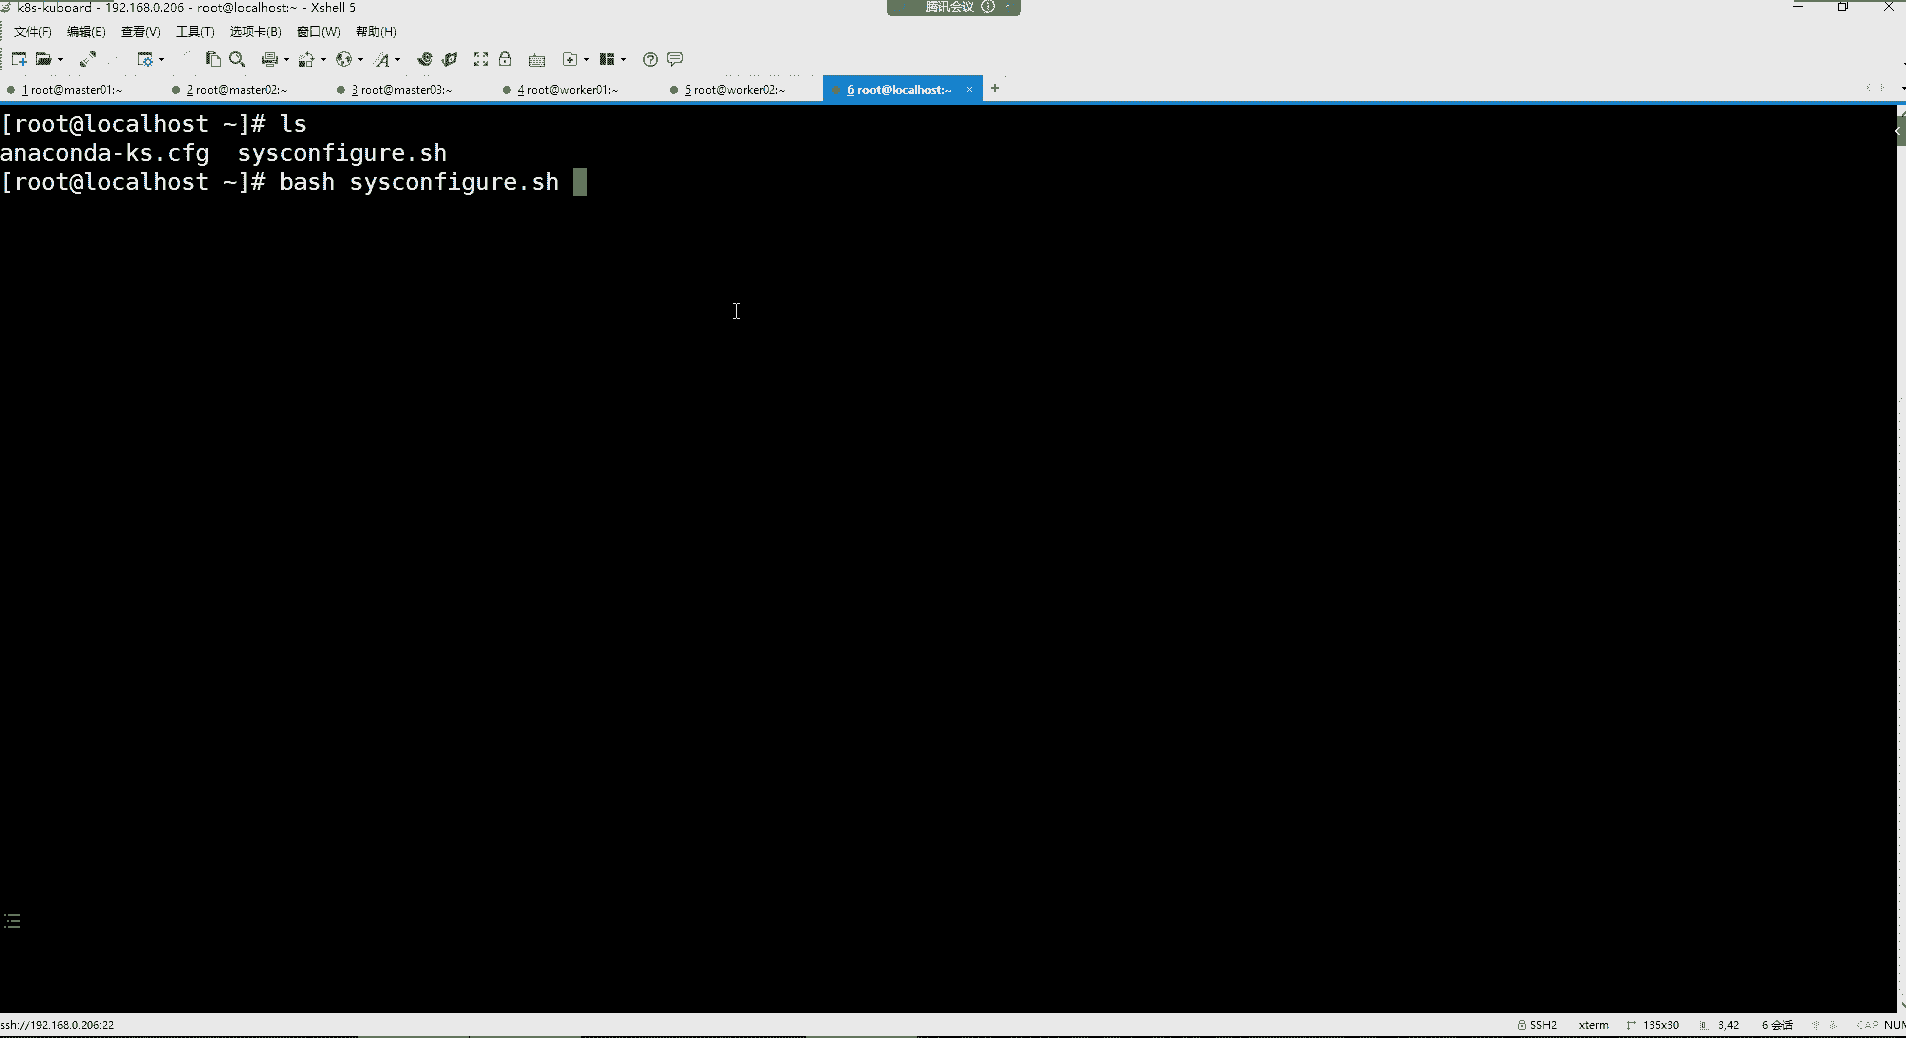 k8s-kuboard - 192.168.0.206 - root@localhost:~ - Xshell 5
腾讯会议
文件(F) 编辑(E) 查看(V) 工具(T) 选项卡(B) 窗口(W) 帮助(H)
1 root@master01:~ 2 root@master02:~ 3 root@master03:~ 4 root@worker01:~ 5 root@worker02:~ 6 root@localhost:~ × +
[root@localhost ~]# ls
anaconda-ks.cfg  sysconfigure.sh
[root@localhost ~]# bash sysconfigure.sh
ssh://192.168.0.206:22 SSH2 xterm 135x30 3,42 6 会话 CAP NUM